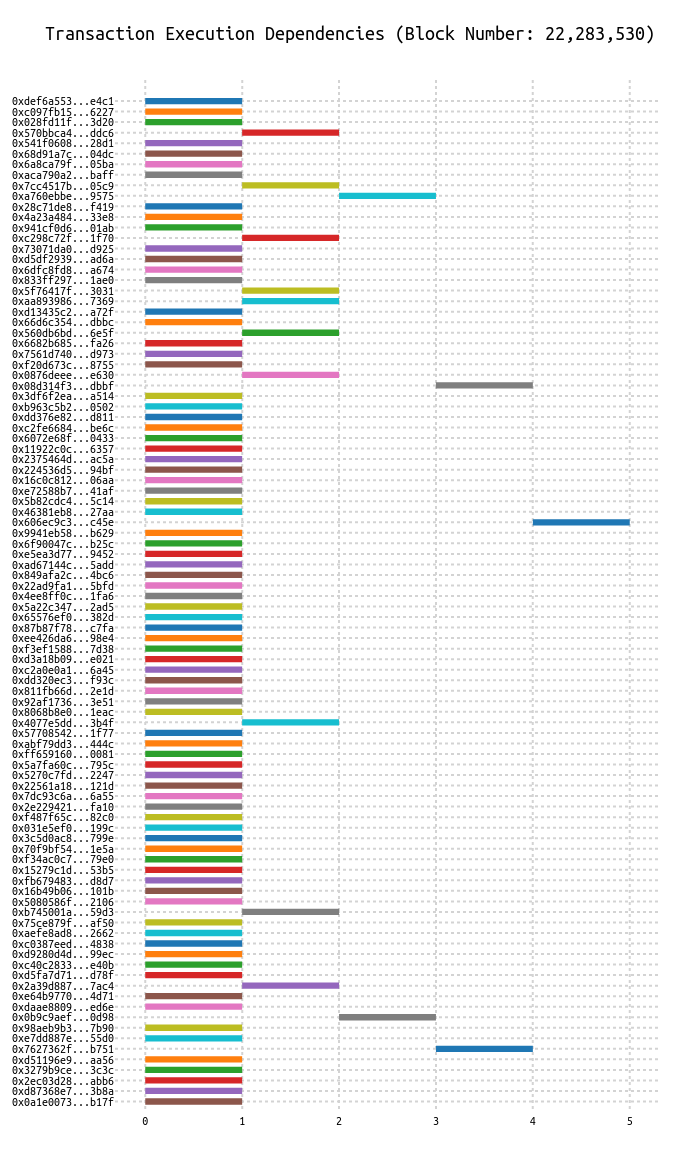 Transaction Execution Dependencies (Block Number: 22,283,530)
0xdef6a553...e4c1
0xc097fb15...6227
0x028fd11f...3d20
0x570bbca4...ddc6
0x541f0608...28d1
0x68d91a7c...04dc
0x6a8ca79f...05ba
0xaca790a2...baff
0x7cc4517b...05c9
0xa760ebbe...9575
0x28c71de8...f419
0x4a23a484...33e8
0x941cf0d6...01ab
0xc298c72f...1f70
0x73071da0...d925
0xd5df2939...ad6a
0x6dfc8fd8...a674
0x833ff297...1ae0
0x5f76417f...3031
0xaa893986...7369
0xd13435c2...a72f
0x66d6c354...dbbc
0x560db6bd...6e5f
0x6682b685...fa26
0x7561d740...d973
0xf20d673c...8755
0x0876deee...e630
0x08d314f3...dbbf
0x3df6f2ea...a514
0xb963c5b2...0502
0xdd376e82...d811
0xc2fe6684...be6c
0x6072e68f...0433
0x11922c0c...6357
0x2375464d...ac5a
0x224536d5...94bf
0x16c0c812...06aa
0xe72588b7...41af
0x5b82cdc4...5c14
0x46381eb8...27aa
0x606ec9c3...c45e
0x9941eb58...b629
0x6f90047c...b25c
0xe5ea3d77...9452
0xad67144c...5add
0x849afa2c...4bc6
0x22ad9fa1...5bfd
0x4ee8ff0c...1fa6
0x5a22c347...2ad5
0x65576ef0...382d
0x87b87f78...c7fa
0xee426da6...98e4
0xf3ef1588...7d38
0xd3a18b09...e021
0xc2a0e0a1...6a45
0xdd320ec3...f93c
0x811fb66d...2e1d
0x92af1736...3e51
0x8068b8e0...1eac
0x4077e5dd...3b4f
0x57708542...1f77
0xabf79dd3...444c
0xff659160...0081
0x5a7fa60c...795c
0x5270c7fd...2247
0x22561a18...121d
0x7dc93c6a...6a55
0x2e229421...fa10
0xf487f65c...82c0
0x031e5ef0...199c
0x3c5d0ac8...799e
0x70f9bf54...1e5a
0xf34ac0c7...79e0
0x15279c1d...53b5
0xfb679483...d8d7
0x16b49b06...101b
0x5080586f...2106
0xb745001a...59d3
0x75ce879f...af50
0xaefe8ad8...2662
0xc0387eed...4838
0xd9280d4d...99ec
0xc40c2833...e40b
0xd5fa7d71...d78f
0x2a39d887...7ac4
0xe64b9770...4d71
0xdaae8809...ed6e
0x0b9c9aef...0d98
0x98aeb9b3...7b90
0xe7dd887e...55d0
0x7627362f...b751
0xd51196e9...aa56
0x3279b9ce...3c3c
0x2ec03d28...abb6
0xd87368e7...3b8a
0x0a1e0073...b17f
0 1 2 3 4 5